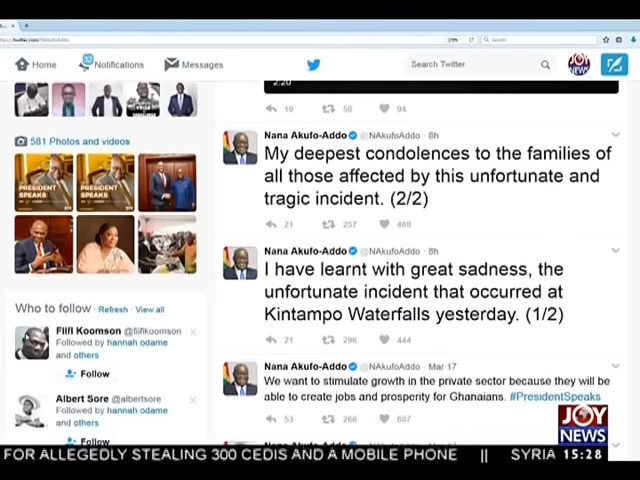 Home
Notifications
Messages
Search Twitter
JOY
NEWS
2:20
19 50 94
581 Photos and videos
PRESIDENT
SPEAKS
PRESIDENT
SPEAKS
Nana Akufo-Addo @NAkufoAddo · 8h
My deepest condolences to the families of
all those affected by this unfortunate and
tragic incident. (2/2)
21 257 469
Nana Akufo-Addo @NAkufoAddo · 8h
I have learnt with great sadness, the
unfortunate incident that occurred at
Kintampo Waterfalls yesterday. (1/2)
21 296 444
Who to follow · Refresh · View all
Fiifi Koomson @fiifikoomson
Followed by hannah odame
and others
Follow
Albert Sore @albertsore
Followed by hannah odame
and others
Follow
Nana Akufo-Addo @NAkufoAddo · Mar 17
We want to stimulate growth in the private sector because they will be
able to create jobs and prosperity for Ghanaians. #PresidentSpeaks
53 266 607
JOY
NEWS
FOR ALLEGEDLY STEALING 300 CEDIS AND A MOBILE PHONE || SYRIA 15:28